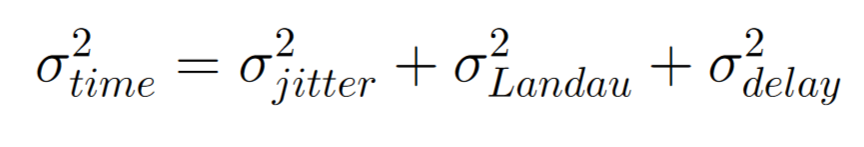 σ²_time = σ²_jitter + σ²_Landau + σ²_delay